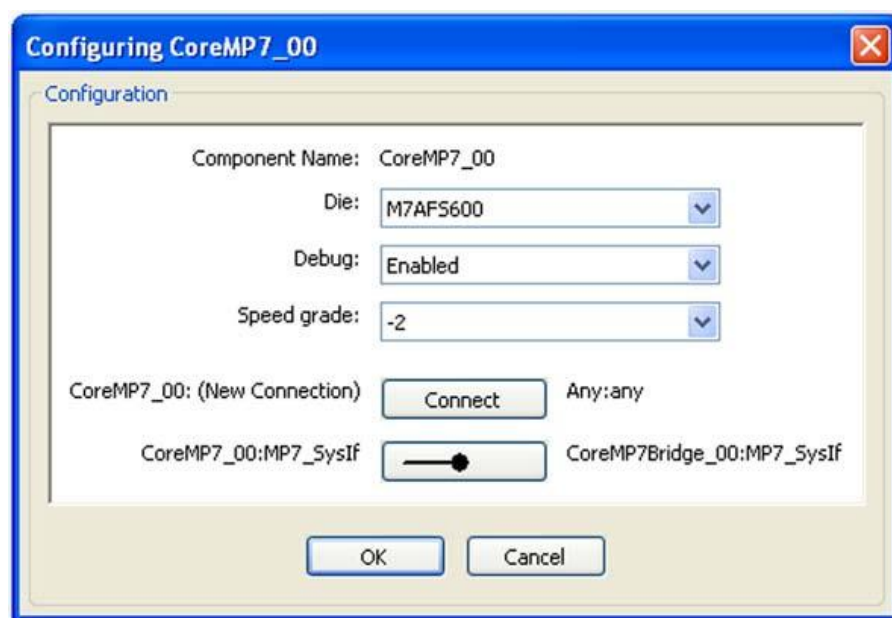 Configuring CoreMP7_00
Configuration
Component Name: CoreMP7_00
Die: M7AFS600
Debug: Enabled
Speed grade: -2
CoreMP7_00: (New Connection) Connect Any:any
CoreMP7_00:MP7_SysIf CoreMP7Bridge_00:MP7_SysIf
OK Cancel